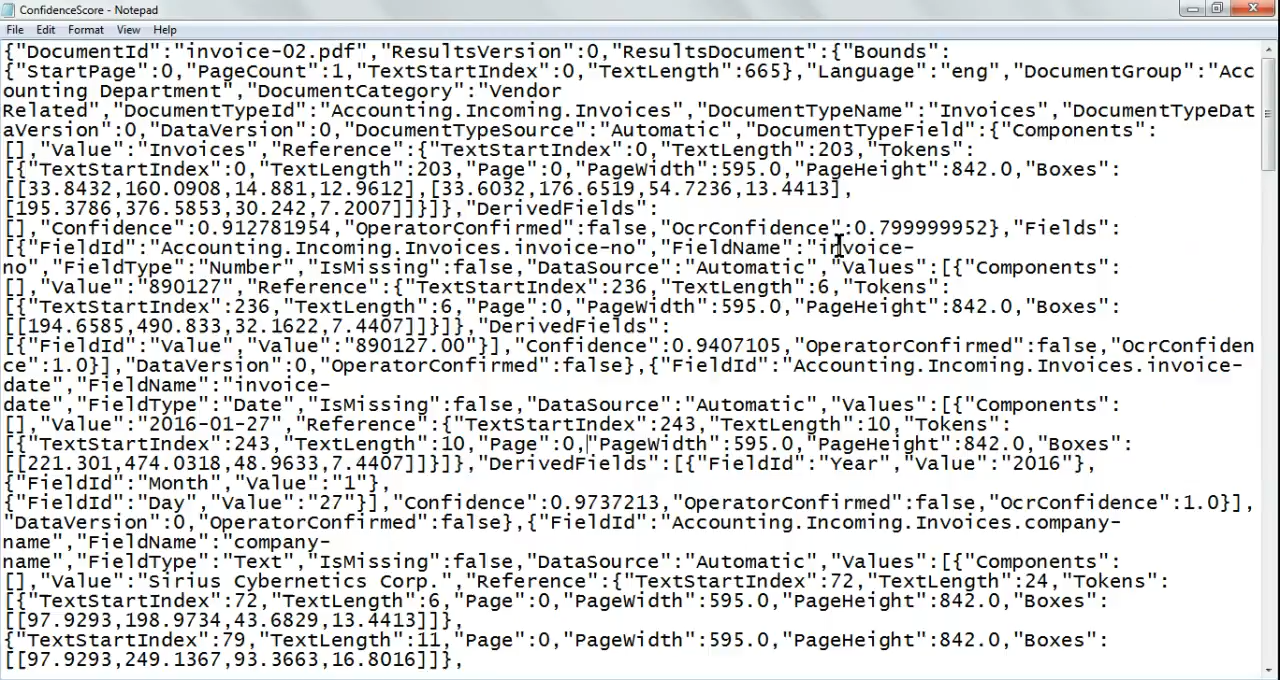 ConfidenceScore - Notepad
File Edit Format View Help
{"DocumentId":"invoice-02.pdf","ResultsVersion":0,"ResultsDocument":{"Bounds":
{"StartPage":0,"PageCount":1,"TextStartIndex":0,"TextLength":665},"Language":"eng","DocumentGroup":"Acc
ounting Department","DocumentCategory":"Vendor
Related","DocumentTypeId":"Accounting.Incoming.Invoices","DocumentTypeName":"Invoices","DocumentTypeDat
aVersion":0,"DataVersion":0,"DocumentTypeSource":"Automatic","DocumentTypeField":{"Components":
[],"Value":"Invoices","Reference":{"TextStartIndex":0,"TextLength":203,"Tokens":
[{"TextStartIndex":0,"TextLength":203,"Page":0,"PageWidth":595.0,"PageHeight":842.0,"Boxes":
[[33.8432,160.0908,14.881,12.9612],[33.6032,176.6519,54.7236,13.4413],
[195.3786,376.5853,30.242,7.2007]]}]},"DerivedFields":
[],"Confidence":0.912781954,"OperatorConfirmed":false,"OcrConfidence":0.799999952},"Fields":
[{"FieldId":"Accounting.Incoming.Invoices.invoice-no","FieldName":"invoice-
no","FieldType":"Number","IsMissing":false,"DataSource":"Automatic","Values":[{"Components":
[],"Value":"890127","Reference":{"TextStartIndex":236,"TextLength":6,"Tokens":
[{"TextStartIndex":236,"TextLength":6,"Page":0,"PageWidth":595.0,"PageHeight":842.0,"Boxes":
[[194.6585,490.833,32.1622,7.4407]]}]},"DerivedFields":
[{"FieldId":"Value","Value":"890127.00"}],"Confidence":0.9407105,"OperatorConfirmed":false,"OcrConfiden
ce":1.0}],"DataVersion":0,"OperatorConfirmed":false},{"FieldId":"Accounting.Incoming.Invoices.invoice-
date","FieldName":"invoice-
date","FieldType":"Date","IsMissing":false,"DataSource":"Automatic","Values":[{"Components":
[],"Value":"2016-01-27","Reference":{"TextStartIndex":243,"TextLength":10,"Tokens":
[{"TextStartIndex":243,"TextLength":10,"Page":0,"PageWidth":595.0,"PageHeight":842.0,"Boxes":
[[221.301,474.0318,48.9633,7.4407]]}]},"DerivedFields":[{"FieldId":"Year","Value":"2016"},
{"FieldId":"Month","Value":"1"},
{"FieldId":"Day","Value":"27"}],"Confidence":0.9737213,"OperatorConfirmed":false,"OcrConfidence":1.0}],
"DataVersion":0,"OperatorConfirmed":false},{"FieldId":"Accounting.Incoming.Invoices.company-
name","FieldName":"company-
name","FieldType":"Text","IsMissing":false,"DataSource":"Automatic","Values":[{"Components":
[],"Value":"Sirius Cybernetics Corp.","Reference":{"TextStartIndex":72,"TextLength":24,"Tokens":
[{"TextStartIndex":72,"TextLength":6,"Page":0,"PageWidth":595.0,"PageHeight":842.0,"Boxes":
[[97.9293,198.9734,43.6829,13.4413]]},
{"TextStartIndex":79,"TextLength":11,"Page":0,"PageWidth":595.0,"PageHeight":842.0,"Boxes":
[[97.9293,249.1367,93.3663,16.8016]]},